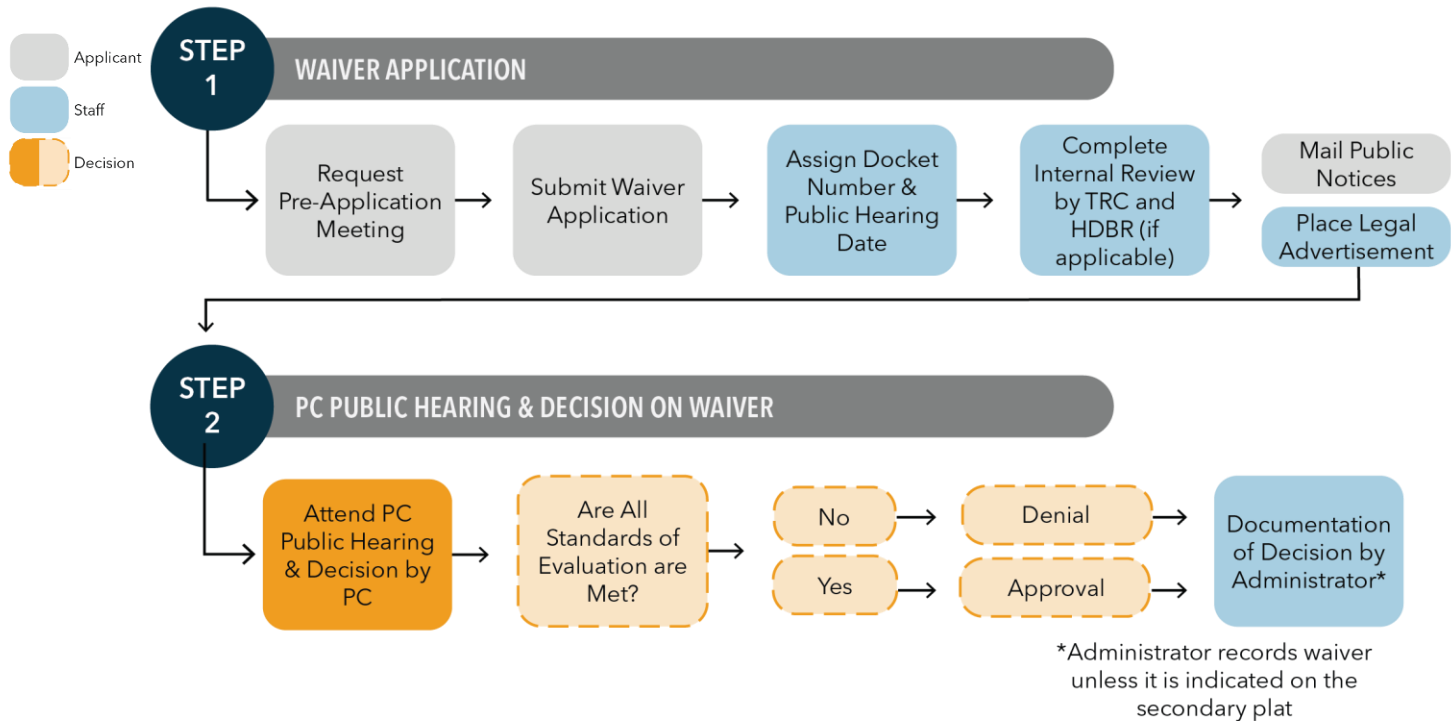 Applicant
Staff
Decision
STEP
1
WAIVER APPLICATION
Request
Pre-Application
Meeting
Submit Waiver
Application
Assign Docket
Number &
Public Hearing
Date
Complete
Internal Review
by TRC and
HDBR (if
applicable)
Mail Public
Notices
Place Legal
Advertisement
STEP
2
PC PUBLIC HEARING & DECISION ON WAIVER
Attend PC
Public Hearing
& Decision by
PC
Are All
Standards of
Evaluation are
Met?
No
Denial
Yes
Approval
Documentation
of Decision by
Administrator*
*Administrator records waiver
unless it is indicated on the
secondary plat